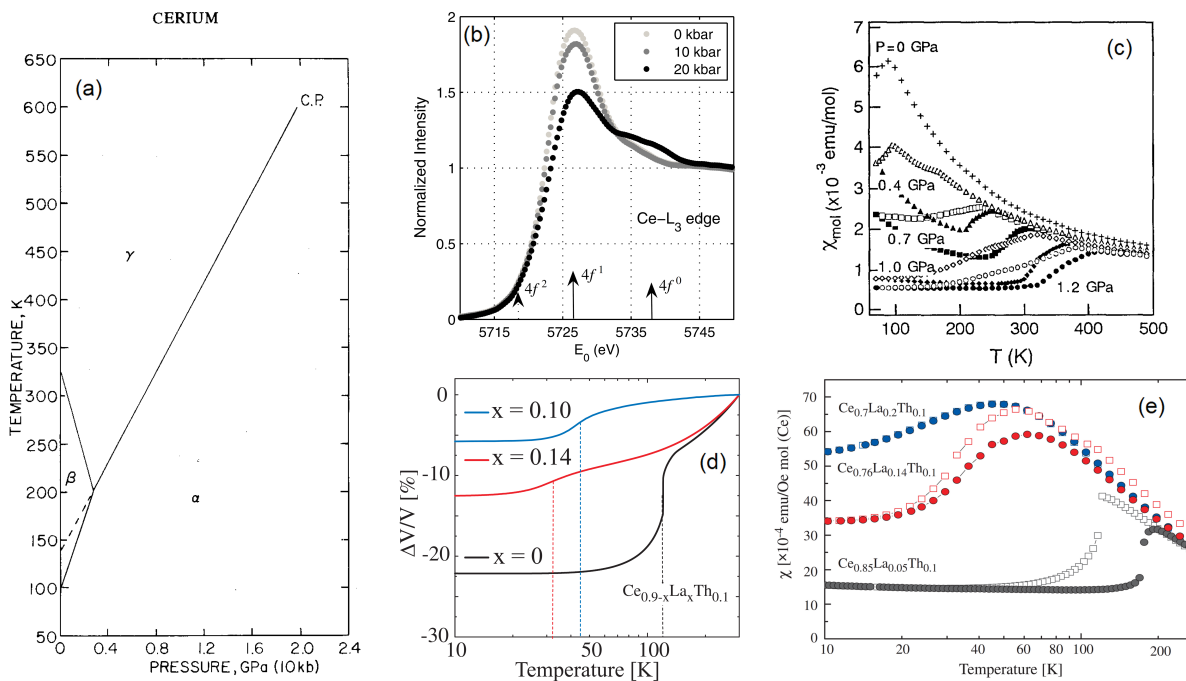 CERIUM
(a)
TEMPERATURE, K
650
600
550
500
450
400
350
300
250
200
150
100
50
C.P.
γ
β
α
0
0.4
0.8
1.2
1.6
2.0
2.4
PRESSURE, GPa (10kb)
(b)
0 kbar
10 kbar
20 kbar
Normalized Intensity
2
1.5
1
0.5
0
Ce−L3 edge
4f2
4f1
4f0
5715
5725
5735
5745
E0 (eV)
(c)
P=0 GPa
χmol (x10⁻³ emu/mol)
7
6
5
4
3
2
1
0
0.4 GPa
0.7 GPa
1.0 GPa
1.2 GPa
100
200
300
400
500
T (K)
(d)
ΔV/V [%]
0
-10
-20
-30
x = 0.10
x = 0.14
x = 0
Ce0.9-xLaxTh0.1
10
50
100
Temperature [K]
(e)
χ [×10⁻⁴ emu/Oe mol (Ce)]
70
60
50
40
30
20
10
0
Ce0.7La0.2Th0.1
Ce0.76La0.14Th0.1
Ce0.85La0.05Th0.1
10
20
30
40
60
80
100
200
Temperature [K]